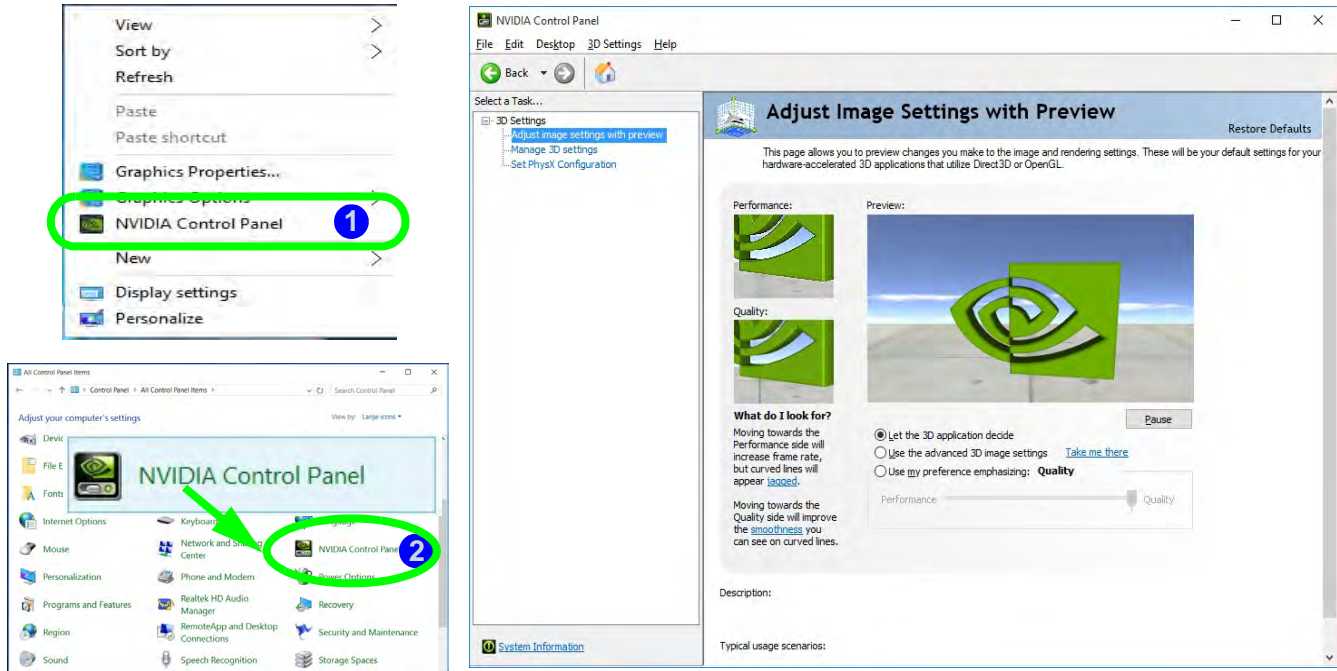 View
Sort by
Refresh
Paste
Paste shortcut
Graphics Properties...
Graphics Options
NVIDIA Control Panel
1
New
Display settings
Personalize
All Control Panel Items
Control Panel › All Control Panel Items ›
Search Control Panel
Adjust your computer's settings
View by: Large icons
Devic
File E
NVIDIA Control Panel
Fonts
Internet Options
Keyboard
Language
Mouse
Network and Sharing Center
NVIDIA Control Panel
2
Personalization
Phone and Modem
Power Options
Programs and Features
Realtek HD Audio Manager
Recovery
Region
RemoteApp and Desktop Connections
Security and Maintenance
Sound
Speech Recognition
Storage Spaces
NVIDIA Control Panel
File Edit Desktop 3D Settings Help
Back
Select a Task...
3D Settings
Adjust image settings with preview
Manage 3D settings
Set PhysX Configuration
System Information
Adjust Image Settings with Preview
Restore Defaults
This page allows you to preview changes you make to the image and rendering settings. These will be your default settings for your
hardware-accelerated 3D applications that utilize Direct3D or OpenGL.
Performance:
Preview:
Quality:
What do I look for?
Moving towards the
Performance side will
increase frame rate,
but curved lines will
appear jagged.
Moving towards the
Quality side will improve
the smoothness you
can see on curved lines.
Pause
Let the 3D application decide
Use the advanced 3D image settings Take me there
Use my preference emphasizing: Quality
Performance Quality
Description:
Typical usage scenarios: